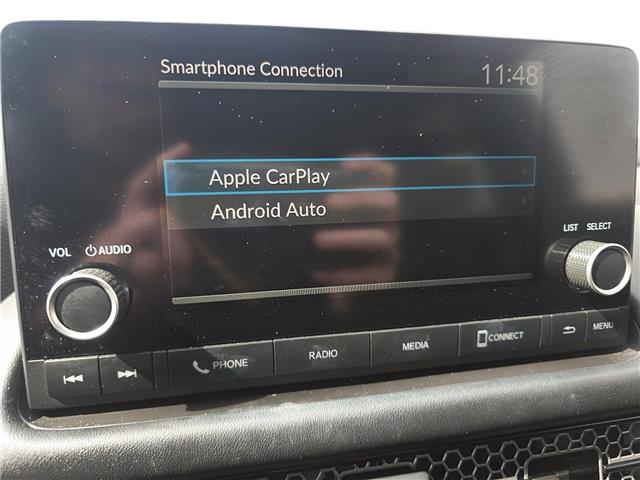 Smartphone Connection 11:48
Apple CarPlay
Android Auto
VOL AUDIO
LIST SELECT
PHONE RADIO MEDIA CONNECT MENU